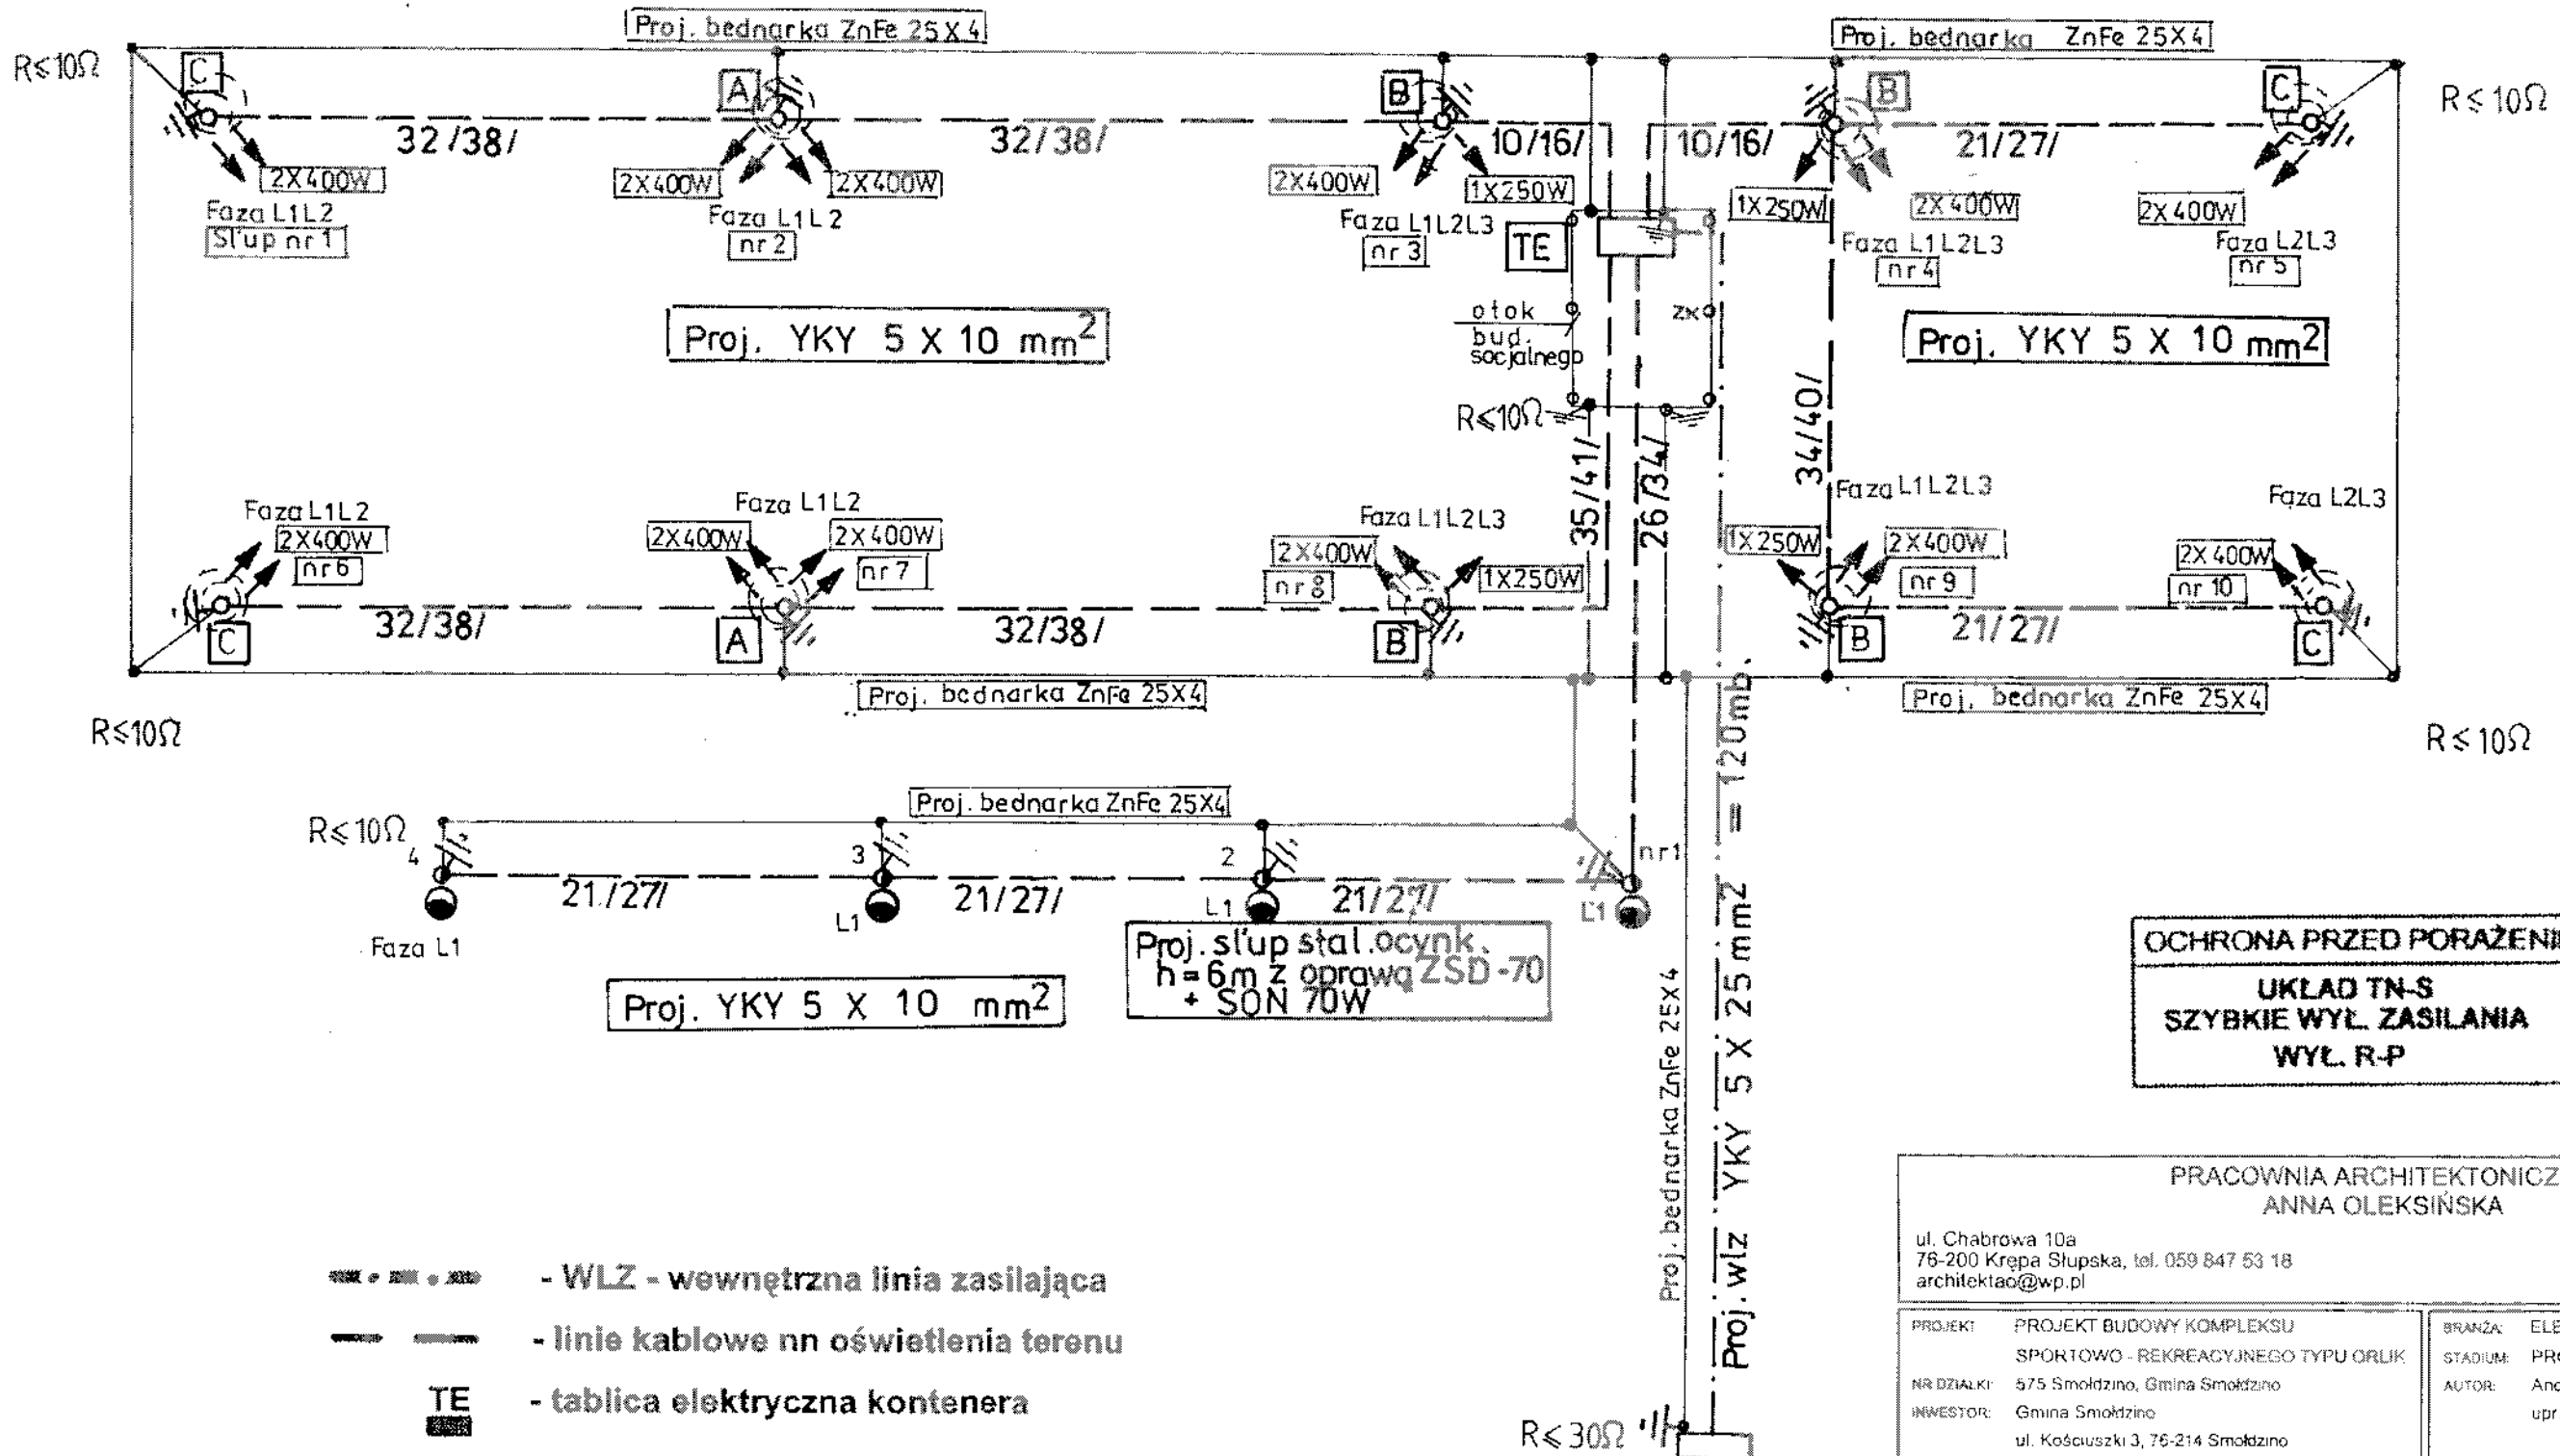 Proj. bednarka ZnFe 25X4
Proj. bednarka ZnFe 25X4
R≤10Ω
C
A
B
B
C
R≤10Ω
32/38/
32/38/
10/16/
10/16/
21/27/
2X400W
2X400W
2X400W
2X400W
1X250W
1X250W
2X400W
2X400W
Faza L1L2
Słup nr 1
Faza L1L2
nr 2
Faza L1L2L3
nr 3
TE
Faza L1L2L3
nr 4
Faza L2L3
nr 5
Proj. YKY 5 X 10 mm2
otok
bud.
socjalnego
ZK
Proj. YKY 5 X 10 mm2
R≤10Ω
35/41/
26/34/
34/40/
Faza L1L2
2X400W
nr 6
Faza L1L2
2X400W
2X400W
nr 7
Faza L1L2L3
2X400W
nr 8
1X250W
Faza L1L2L3
1X250W
2X400W
nr 9
Faza L2L3
2X400W
nr 10
C
32/38/
A
32/38/
B
B
21/27/
C
Proj. bednarka ZnFe 25X4
Proj. bednarka ZnFe 25X4
R≤10Ω
R≤10Ω
Proj. bednarka ZnFe 25X4
R≤10Ω
4
3
2
nr1
21/27/
21/27/
21/27/
Faza L1
L1
L1
L1
Proj. słup stal. ocynk.
h=6m z oprawą ZSD-70
+ SON 70W
Proj. YKY 5 X 10 mm2
Proj. bednarka ZnFe 25X4
Proj. wlz YKY 5 X 25 mm2 = 120mb.
OCHRONA PRZED PORAŻENI
UKŁAD TN-S
SZYBKIE WYŁ. ZASILANIA
WYŁ. R-P
PRACOWNIA ARCHITEKTONICZ
ANNA OLEKSIŃSKA
ul. Chabrowa 10a
76-200 Krępa Słupska, tel. 059 847 53 18
architektao@wp.pl
PROJEKT PROJEKT BUDOWY KOMPLEKSU
SPORTOWO - REKREACYJNEGO TYPU ORLIK
NR DZIAŁKI: 575 Smołdzino, Gmina Smołdzino
INWESTOR: Gmina Smołdzino
ul. Kościuszki 3, 76-214 Smołdzino
BRANŻA: ELE
STADIUM: PR
AUTOR: And
upr
- WLZ - wewnętrzna linia zasilająca
- linie kablowe nn oświetlenia terenu
TE - tablica elektryczna kontenera
R≤30Ω